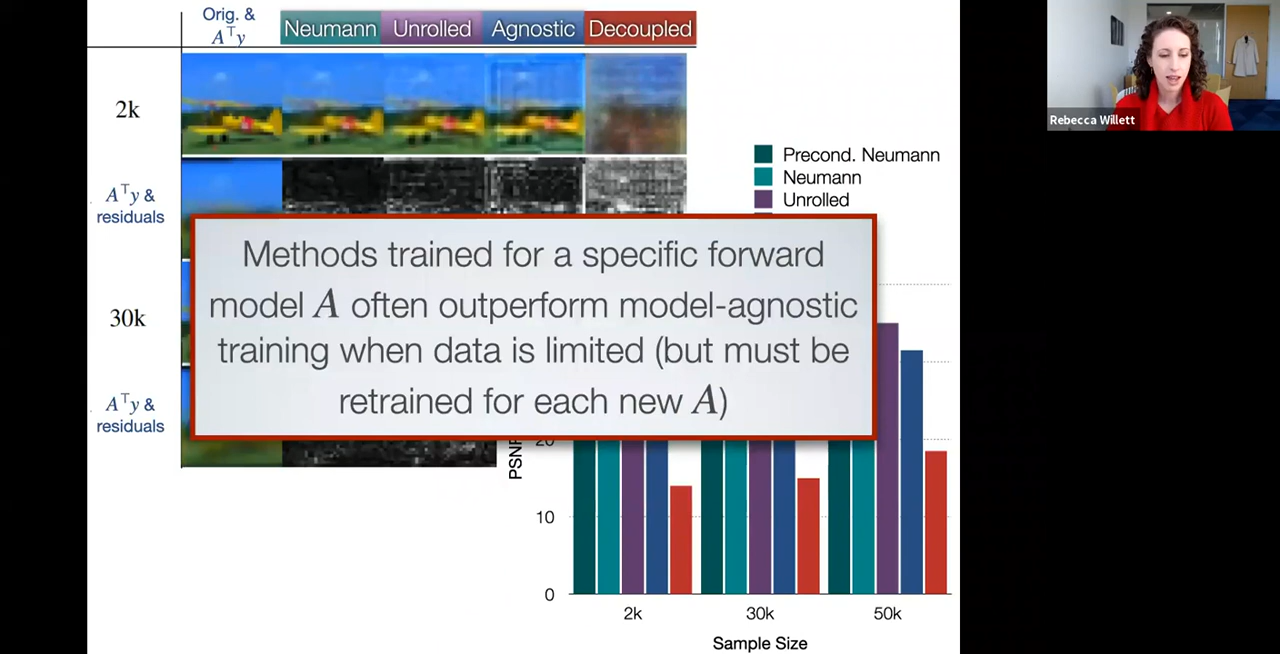 Orig. &
A⊤y
Neumann Unrolled Agnostic Decoupled
2k
A⊤y &
residuals
30k
A⊤y &
residuals
Methods trained for a specific forward
model A often outperform model-agnostic
training when data is limited (but must be
retrained for each new A)
Precond. Neumann
Neumann
Unrolled
PSNR
20
10
0
2k 30k 50k
Sample Size
Rebecca Willett